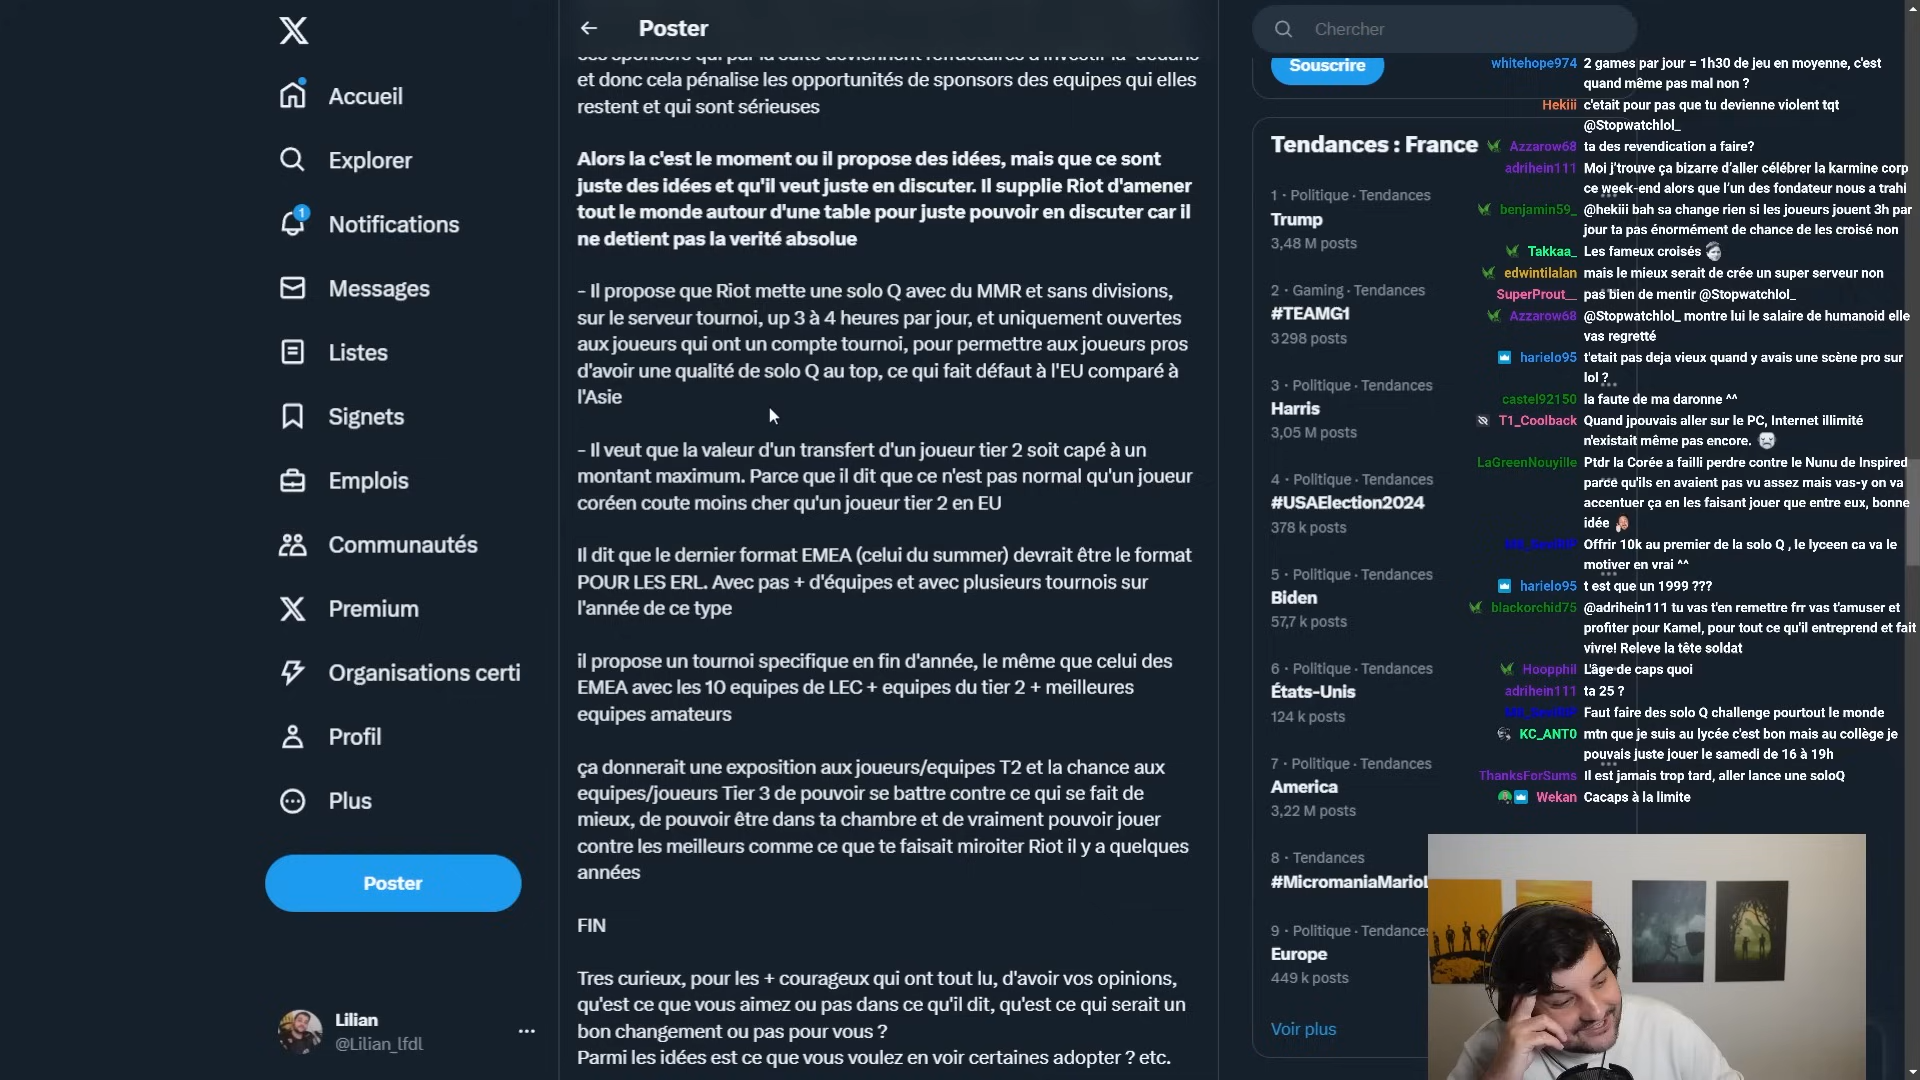 Accueil
Explorer
1
Notifications
Messages
Listes
Signets
Emplois
Communautés
Premium
Organisations certi
Profil
Plus
Poster
Lilian
@Lilian_lfdl
Poster
ces sponsors qui par la suite deviennent réfractaires à investir la-dedans
et donc cela pénalise les opportunités de sponsors des equipes qui elles
restent et qui sont sérieuses
Alors la c'est le moment ou il propose des idées, mais que ce sont
juste des idées et qu'il veut juste en discuter. Il supplie Riot d'amener
tout le monde autour d'une table pour juste pouvoir en discuter car il
ne detient pas la verité absolue
- Il propose que Riot mette une solo Q avec du MMR et sans divisions,
sur le serveur tournoi, up 3 à 4 heures par jour, et uniquement ouvertes
aux joueurs qui ont un compte tournoi, pour permettre aux joueurs pros
d'avoir une qualité de solo Q au top, ce qui fait défaut à l'EU comparé à
l'Asie
- Il veut que la valeur d'un transfert d'un joueur tier 2 soit capé à un
montant maximum. Parce que il dit que ce n'est pas normal qu'un joueur
coréen coute moins cher qu'un joueur tier 2 en EU
Il dit que le dernier format EMEA (celui du summer) devrait être le format
POUR LES ERL. Avec pas + d'équipes et avec plusieurs tournois sur
l'année de ce type
il propose un tournoi specifique en fin d'année, le même que celui des
EMEA avec les 10 equipes de LEC + equipes du tier 2 + meilleures
equipes amateurs
ça donnerait une exposition aux joueurs/equipes T2 et la chance aux
equipes/joueurs Tier 3 de pouvoir se battre contre ce qui se fait de
mieux, de pouvoir être dans ta chambre et de vraiment pouvoir jouer
contre les meilleurs comme ce que te faisait miroiter Riot il y a quelques
années
FIN
Tres curieux, pour les + courageux qui ont tout lu, d'avoir vos opinions,
qu'est ce que vous aimez ou pas dans ce qu'il dit, qu'est ce qui serait un
bon changement ou pas pour vous ?
Parmi les idées est ce que vous voulez en voir certaines adopter ? etc.
Chercher
Souscrire
Tendances : France
1 · Politique · Tendances
Trump
3,48 M posts
2 · Gaming · Tendances
#TEAMG1
3 298 posts
3 · Politique · Tendances
Harris
3,05 M posts
4 · Politique · Tendances
#USAElection2024
378 k posts
5 · Politique · Tendances
Biden
57,7 k posts
6 · Politique · Tendances
États-Unis
124 k posts
7 · Politique · Tendances
America
3,22 M posts
8 · Tendances
#MicromaniaMarioL
9 · Politique · Tendances
Europe
449 k posts
Voir plus
whitehope974 2 games par jour = 1h30 de jeu en moyenne, c'est
quand même pas mal non ?
Hekiii c'etait pour pas que tu devienne violent tqt
@Stopwatchlol_
Azzarow68 ta des revendication a faire?
adrihein111 Moi j'trouve ça bizarre d'aller célébrer la karmine corp
ce week-end alors que l'un des fondateur nous a trahi
benjamin59_ @hekiii bah sa change rien si les joueurs jouent 3h par
jour ta pas énormément de chance de les croisé non
Takkaa_ Les fameux croisés
edwintilalan mais le mieux serait de crée un super serveur non
SuperProut__ pas bien de mentir @Stopwatchlol_
Azzarow68 @Stopwatchlol_ montre lui le salaire de humanoid elle
vas regretté
harielo95 t'etait pas deja vieux quand y avais une scène pro sur
lol ?
castel92150 la faute de ma daronne ^^
T1_Coolback Quand jpouvais aller sur le PC, Internet illimité
n'existait même pas encore.
LaGreenNouyille Ptdr la Corée a failli perdre contre le Nunu de Inspired
parce qu'ils en avaient pas vu assez mais vas-y on va
accentuer ça en les faisant jouer que entre eux, bonne
idée
Offrir 10k au premier de la solo Q , le lyceen ca va le
motiver en vrai ^^
harielo95 t est que un 1999 ???
blackorchid75 @adrihein111 tu vas t'en remettre frr vas t'amuser et
profiter pour Kamel, pour tout ce qu'il entreprend et fait
vivre! Releve la tête soldat
Hoopphil L'âge de caps quoi
adrihein111 ta 25 ?
Faut faire des solo Q challenge pourtout le monde
KC_ANT0 mtn que je suis au lycée c'est bon mais au collège je
pouvais juste jouer le samedi de 16 à 19h
ThanksForSums Il est jamais trop tard, aller lance une soloQ
Wekan Cacaps à la limite